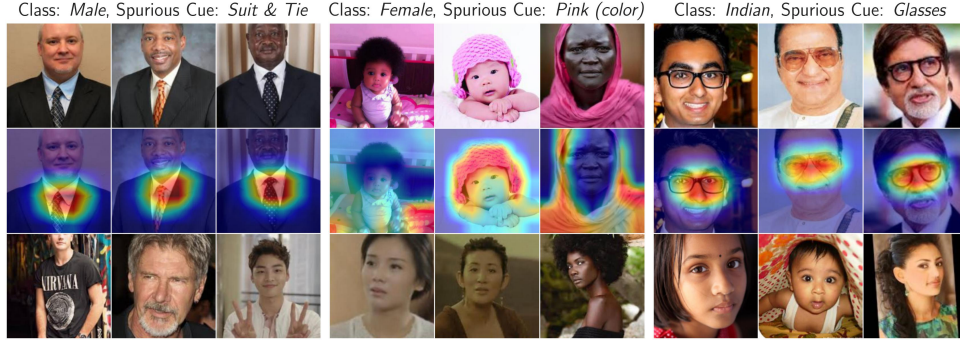 Class: Male, Spurious Cue: Suit & Tie
Class: Female, Spurious Cue: Pink (color)
Class: Indian, Spurious Cue: Glasses
NIRVANA